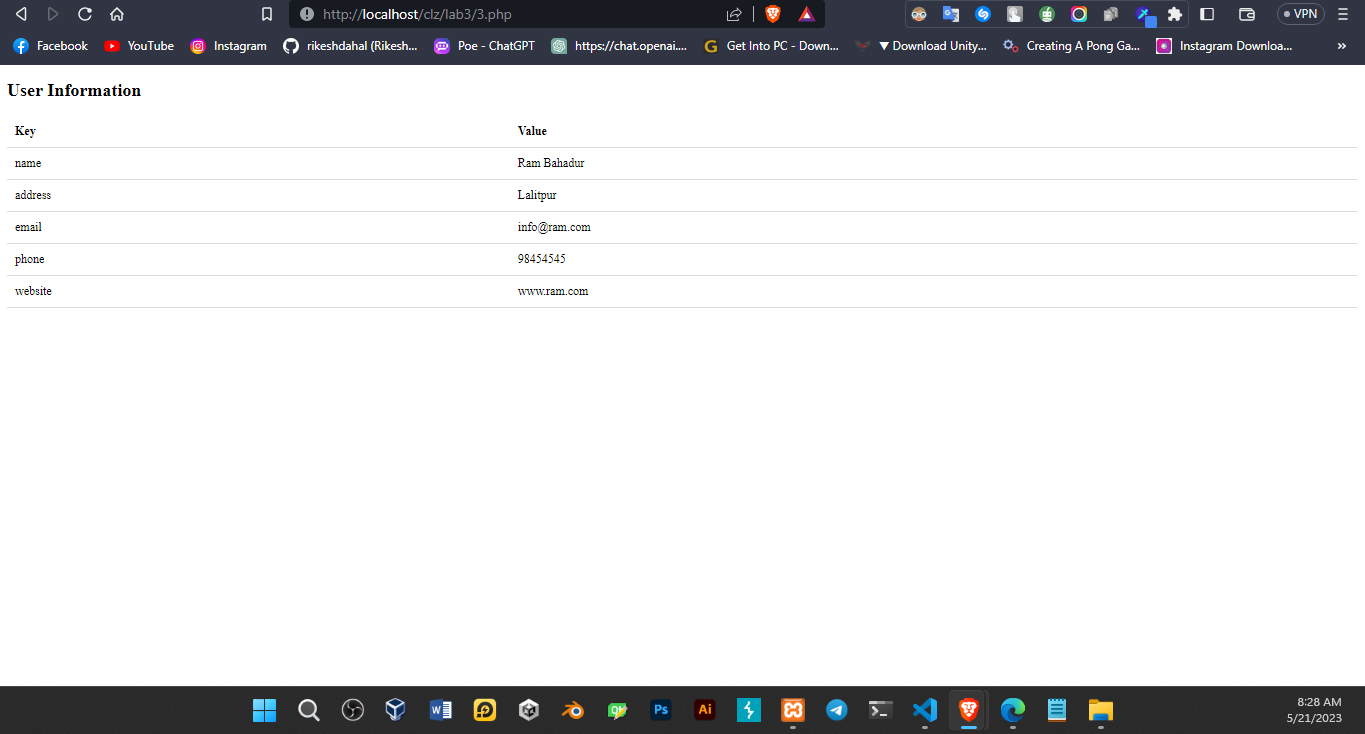 http://localhost/clz/lab3/3.php
VPN
Facebook YouTube Instagram rikeshdahal (Rikesh... Poe - ChatGPT https://chat.openai.... Get Into PC - Down... ▼ Download Unity... Creating A Pong Ga... Instagram Downloa... »
User Information
Key Value
name Ram Bahadur
address Lalitpur
email info@ram.com
phone 98454545
website www.ram.com
Ps Ai
8:28 AM
5/21/2023